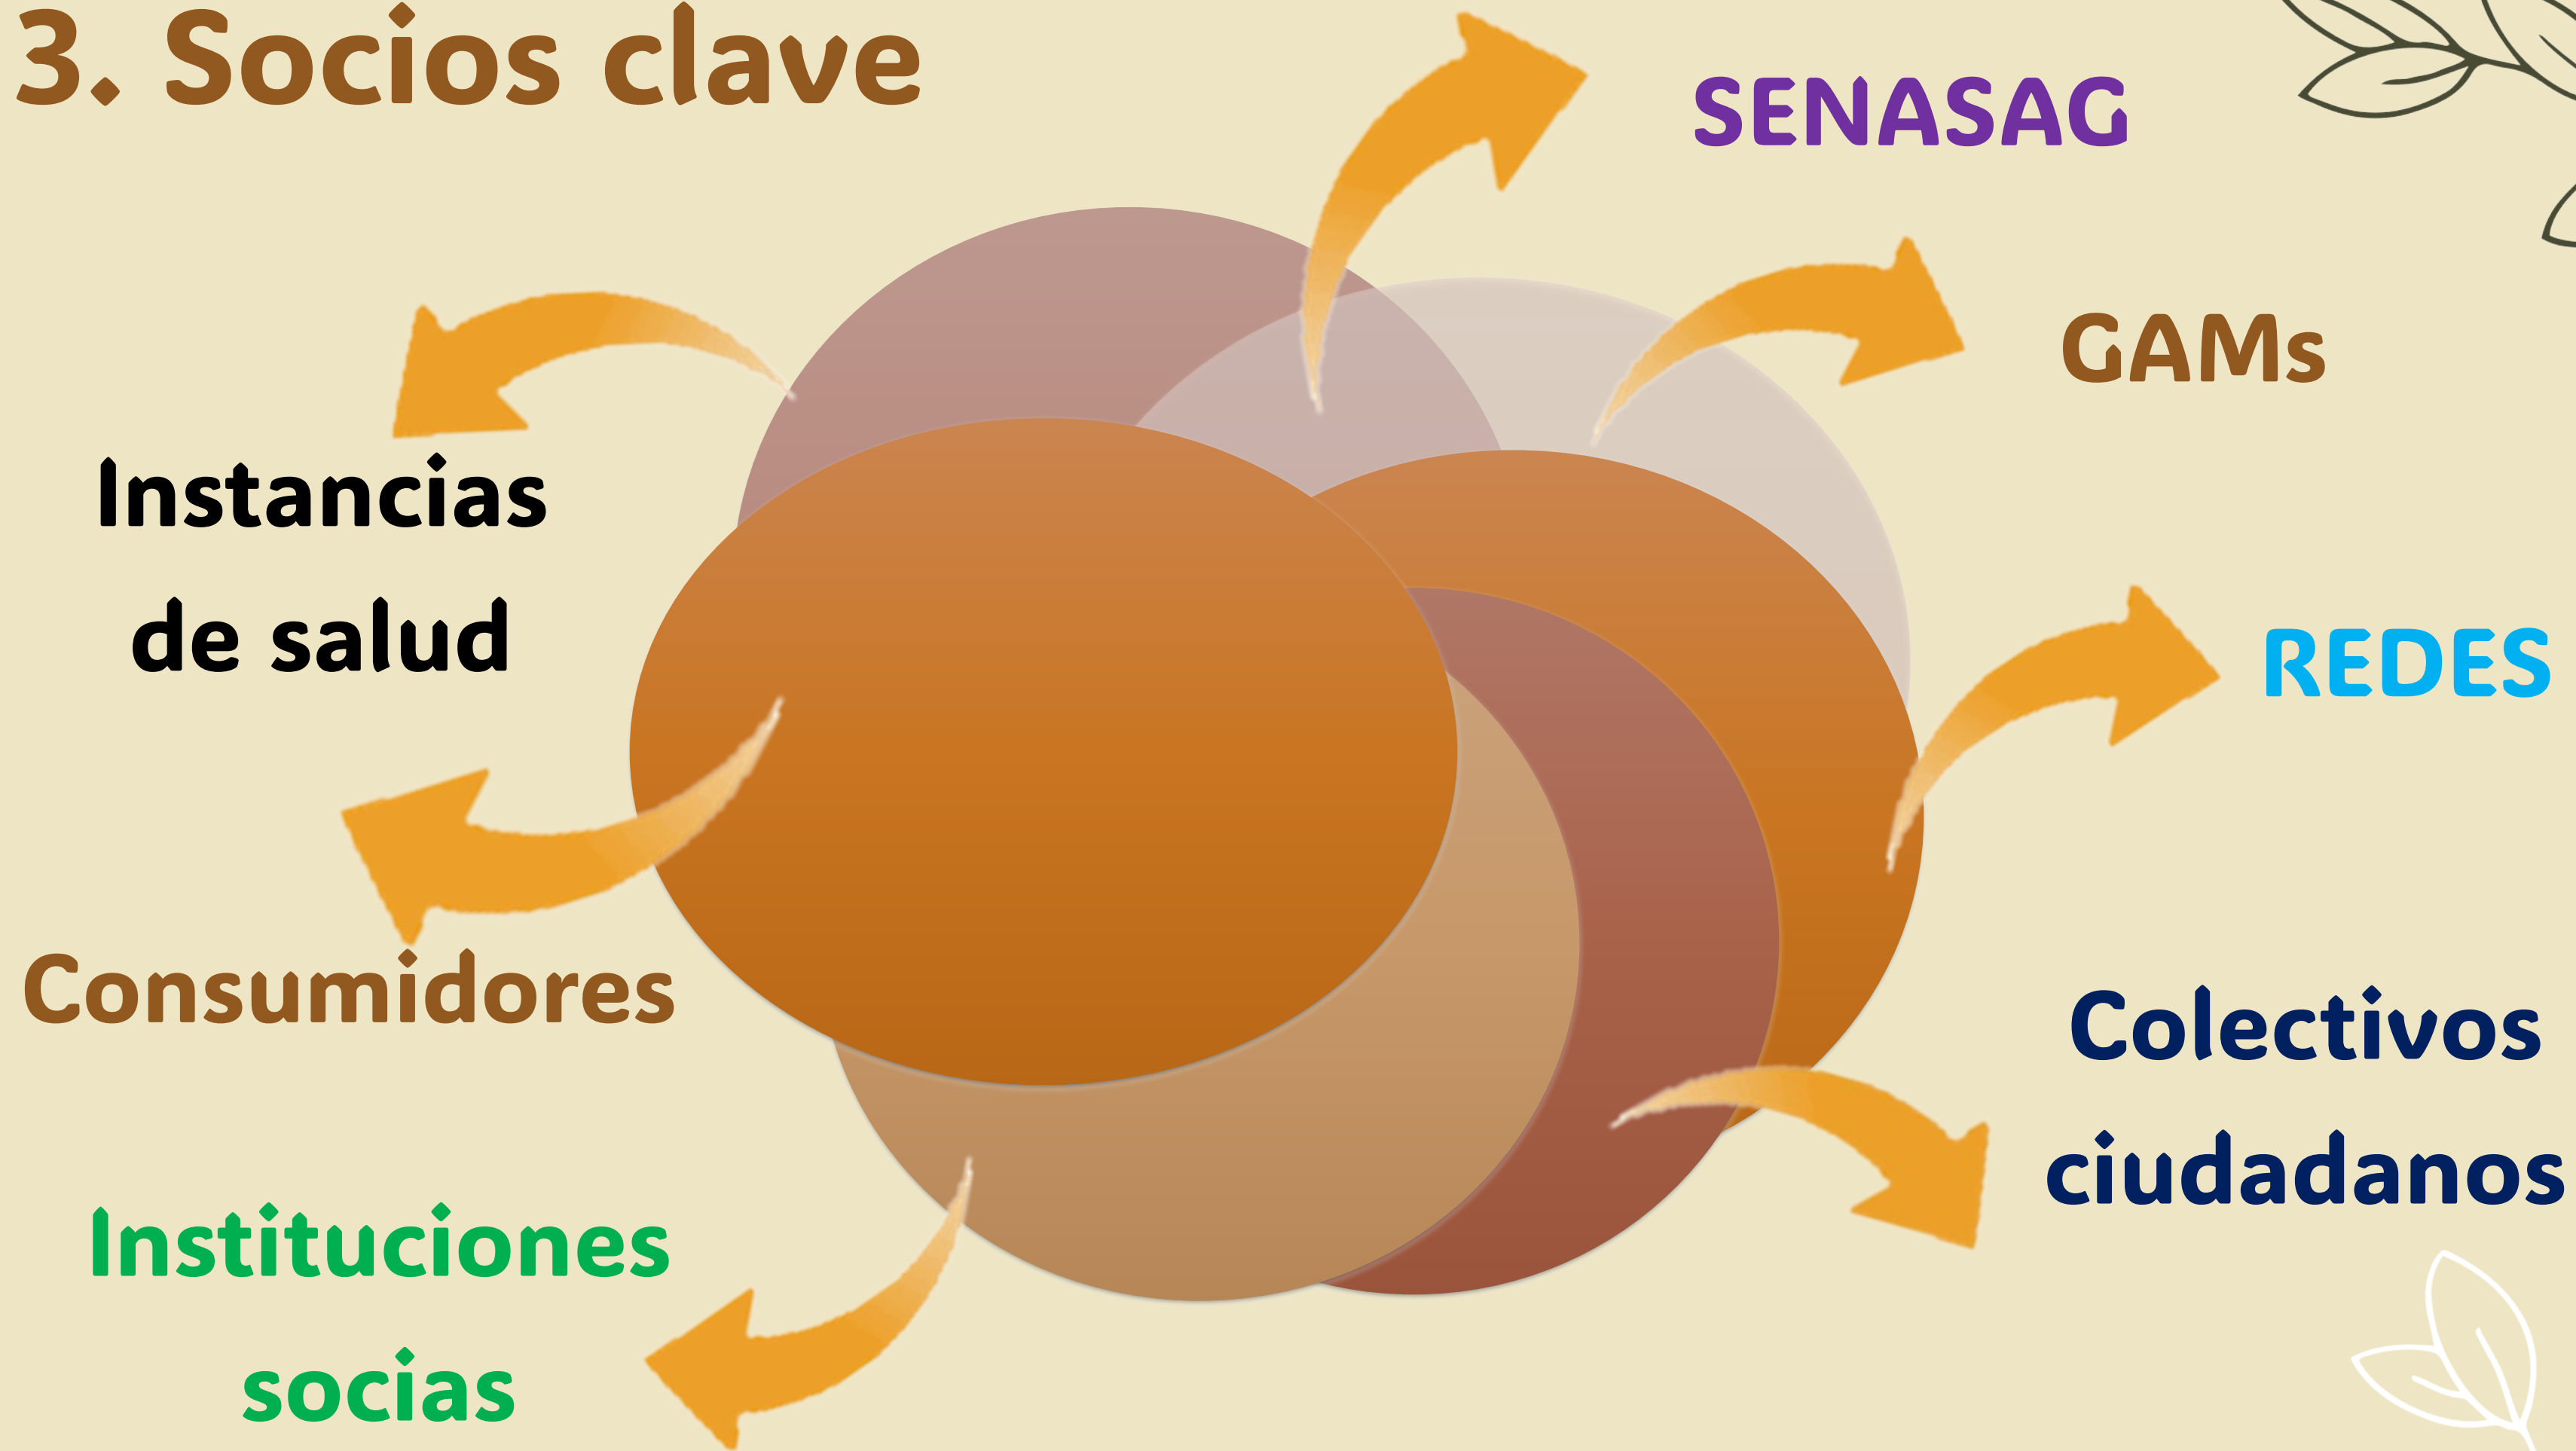 3. Socios clave
SENASAG
GAMs
REDES
Colectivos
ciudadanos
Instancias
de salud
Consumidores
Instituciones
socias